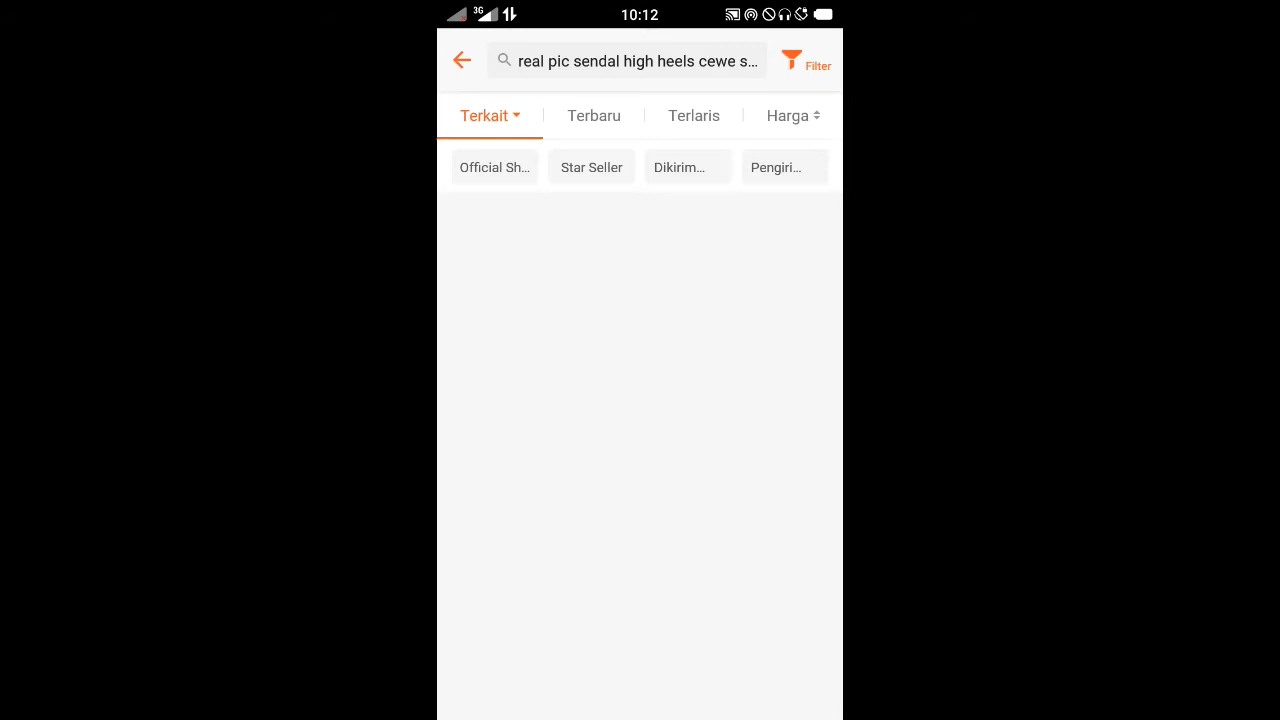 3G 10:12
real pic sendal high heels cewe s... Filter
Terkait Terbaru Terlaris Harga
Official Sh... Star Seller Dikirim... Pengiri...